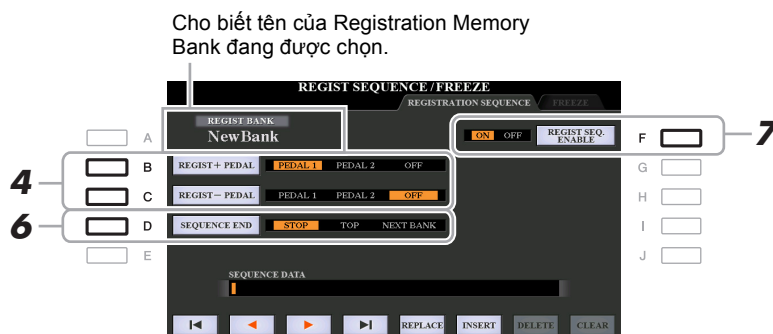 Cho biết tên của Registration Memory
Bank đang được chọn.
REGIST SEQUENCE / FREEZE
REGISTRATION SEQUENCE FREEZE
REGIST BANK
NewBank
ON OFF REGIST SEQ.
ENABLE
A
F
7
4
B
REGIST+ PEDAL PEDAL 1 PEDAL 2 OFF
G
C
REGIST− PEDAL PEDAL 1 PEDAL 2 OFF
H
6
D
SEQUENCE END STOP TOP NEXT BANK
I
E
J
SEQUENCE DATA
REPLACE INSERT DELETE CLEAR